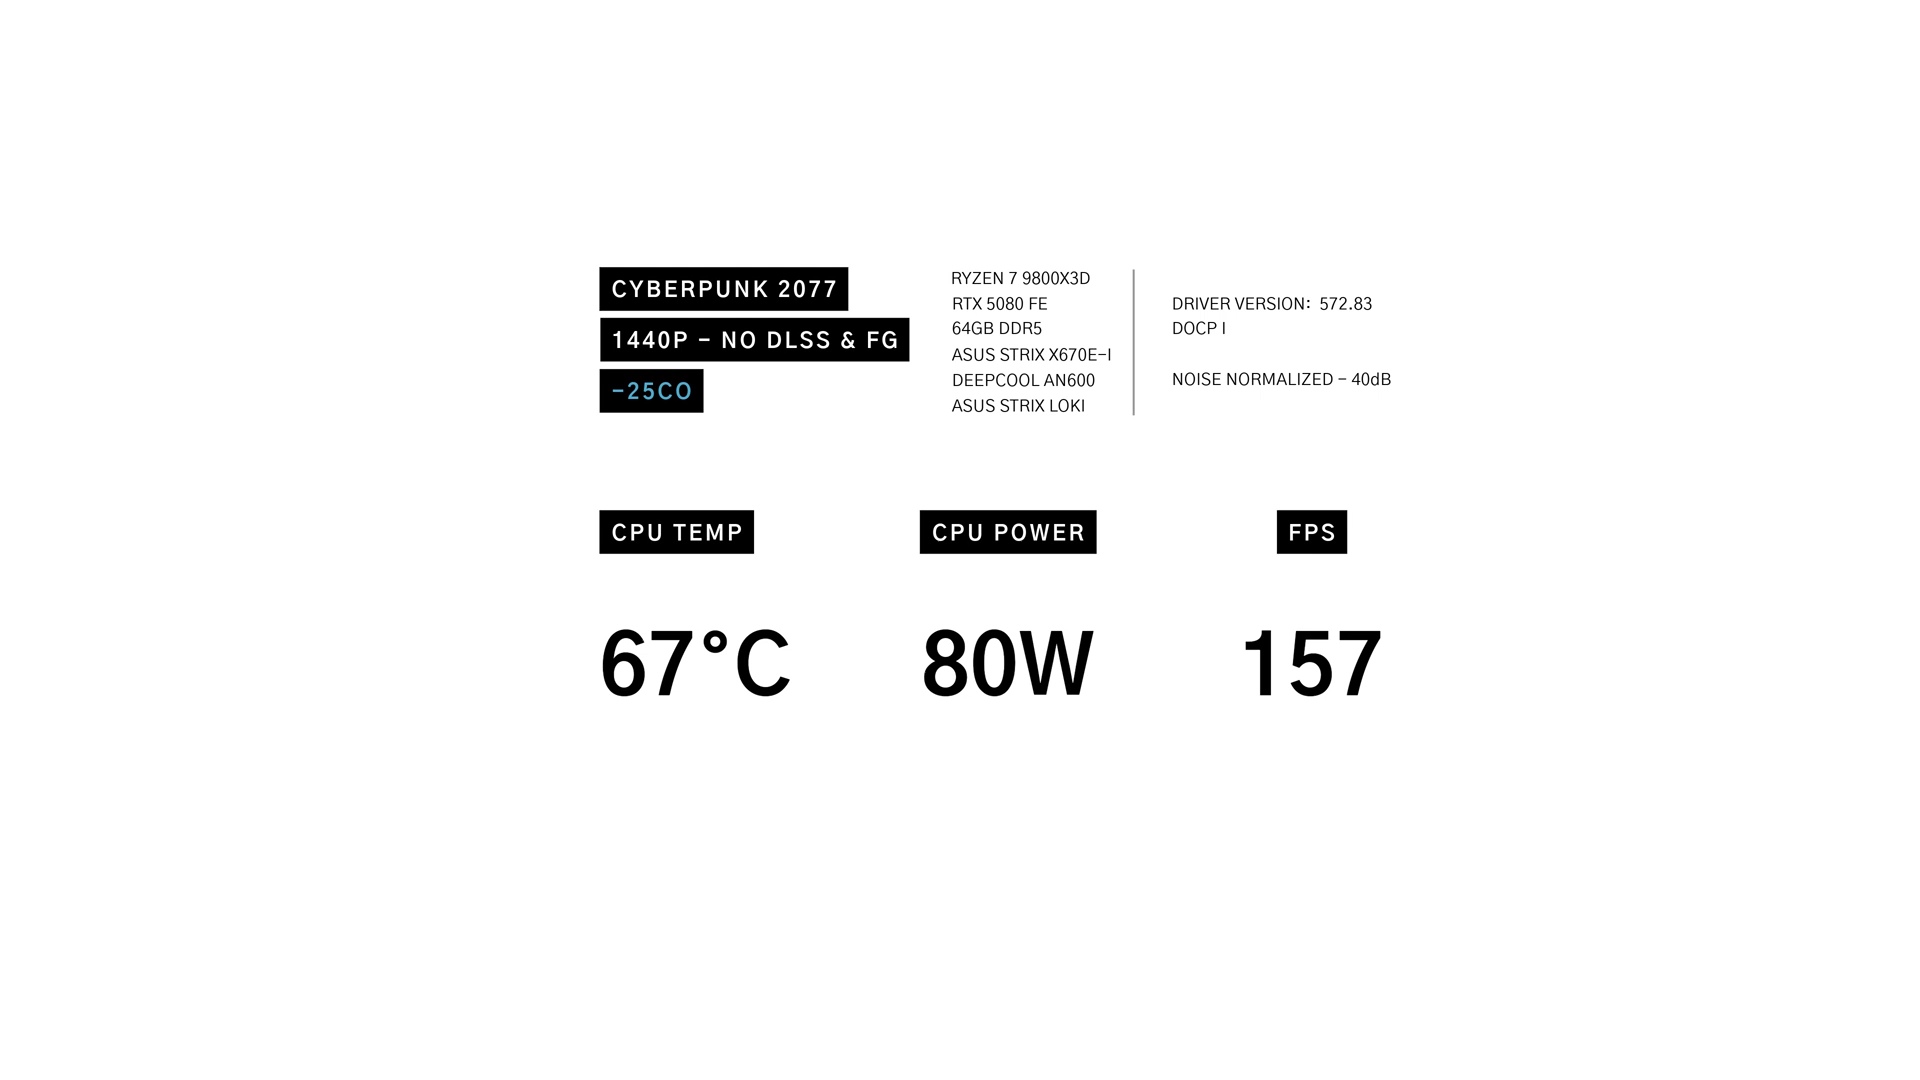 CYBERPUNK 2077
1440P – NO DLSS & FG
–25CO
RYZEN 7 9800X3D
RTX 5080 FE
64GB DDR5
ASUS STRIX X670E–I
DEEPCOOL AN600
ASUS STRIX LOKI
DRIVER VERSION: 572.83
DOCP I
NOISE NORMALIZED – 40dB
CPU TEMP
CPU POWER
FPS
67°C
80W
157